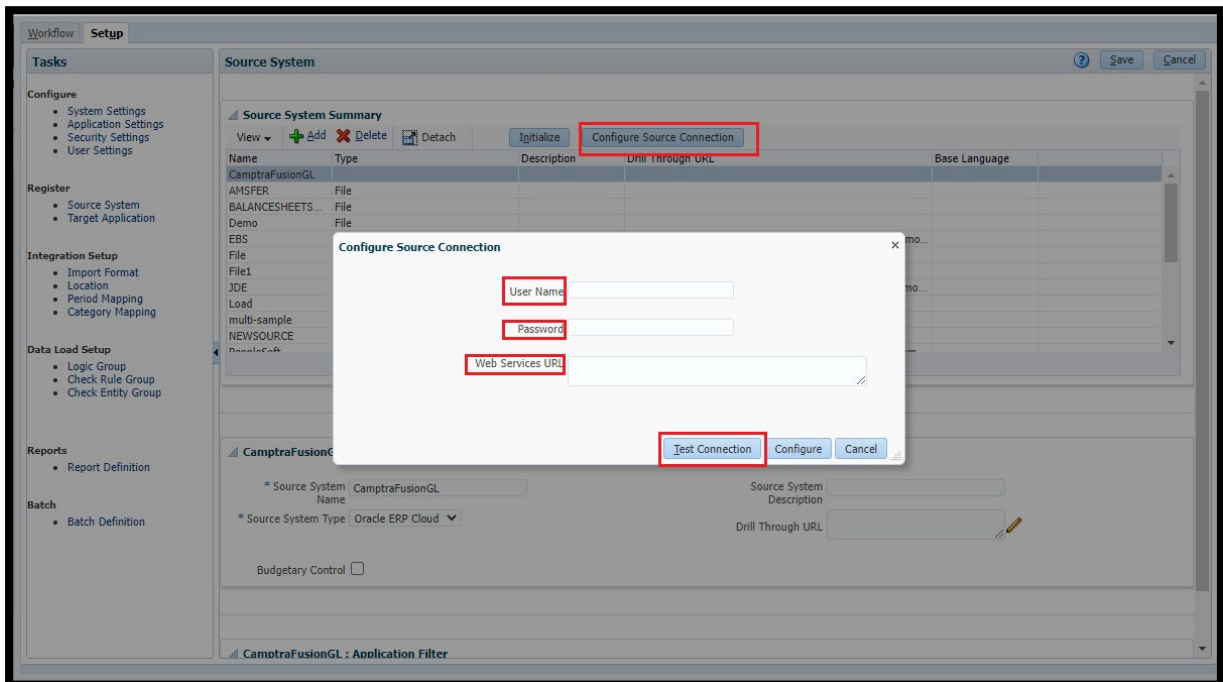 Workflow Setup
Tasks
Configure
System Settings
Application Settings
Security Settings
User Settings
Register
Source System
Target Application
Integration Setup
Import Format
Location
Period Mapping
Category Mapping
Data Load Setup
Logic Group
Check Rule Group
Check Entity Group
Reports
Report Definition
Batch
Batch Definition
Source System ? Save Cancel
Source System Summary
View Add Delete Detach Initialize Configure Source Connection
Name Type Description Drill Through URL Base Language
CamptraFusionGL
AMSFER File
BALANCESHEETS... File
Demo File
EBS mo...
File
File1
JDE mo...
Load
multi-sample
NEWSOURCE
Configure Source Connection ×
User Name
Password
Web Services URL
Test Connection Configure Cancel
CamptraFusionG
* Source System Name CamptraFusionGL
Source System Description
* Source System Type Oracle ERP Cloud
Drill Through URL
Budgetary Control
CamptraFusionGL : Application Filter